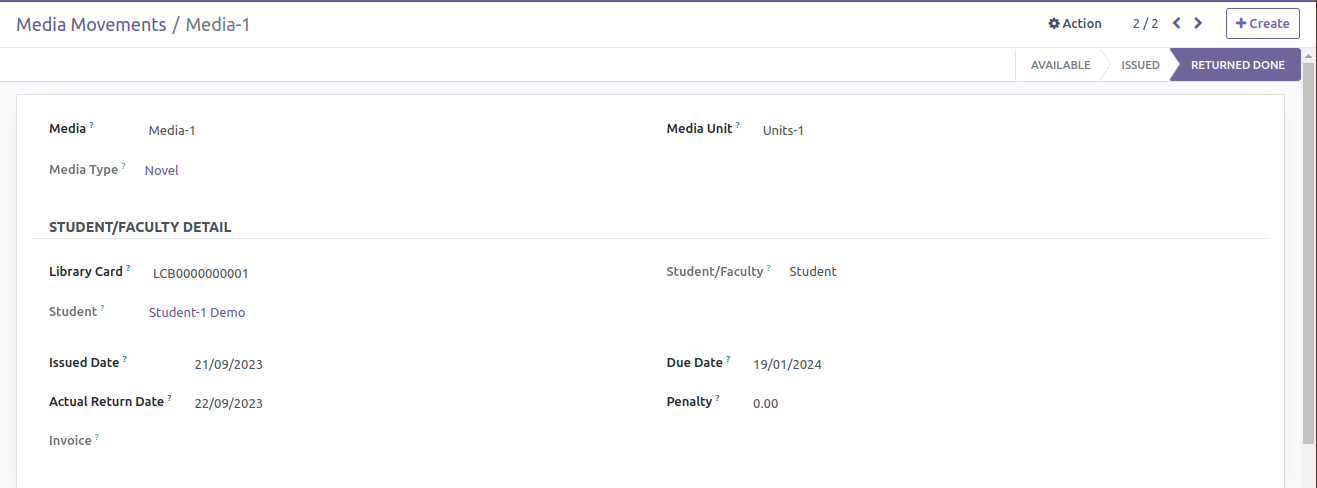 Media Movements / Media-1
Action 2 / 2 Create
AVAILABLE ISSUED RETURNED DONE
Media ? Media-1 Media Unit ? Units-1
Media Type ? Novel
STUDENT/FACULTY DETAIL
Library Card ? LCB0000000001 Student/Faculty ? Student
Student ? Student-1 Demo
Issued Date ? 21/09/2023 Due Date ? 19/01/2024
Actual Return Date ? 22/09/2023 Penalty ? 0.00
Invoice ?